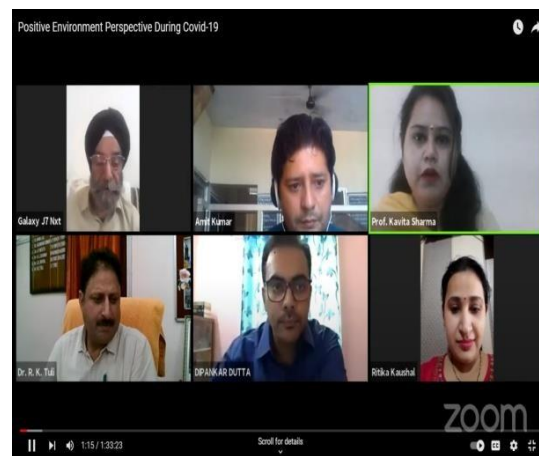 Positive Environment Perspective During Covid-19
Galaxy J7 Nxt
Amit Kumar
Prof. Kavita Sharma
Dr. R. K. Tuli
DIPANKAR DUTTA
Ritika Kaushal
zoom
1:15 / 1:33:23
Scroll for details